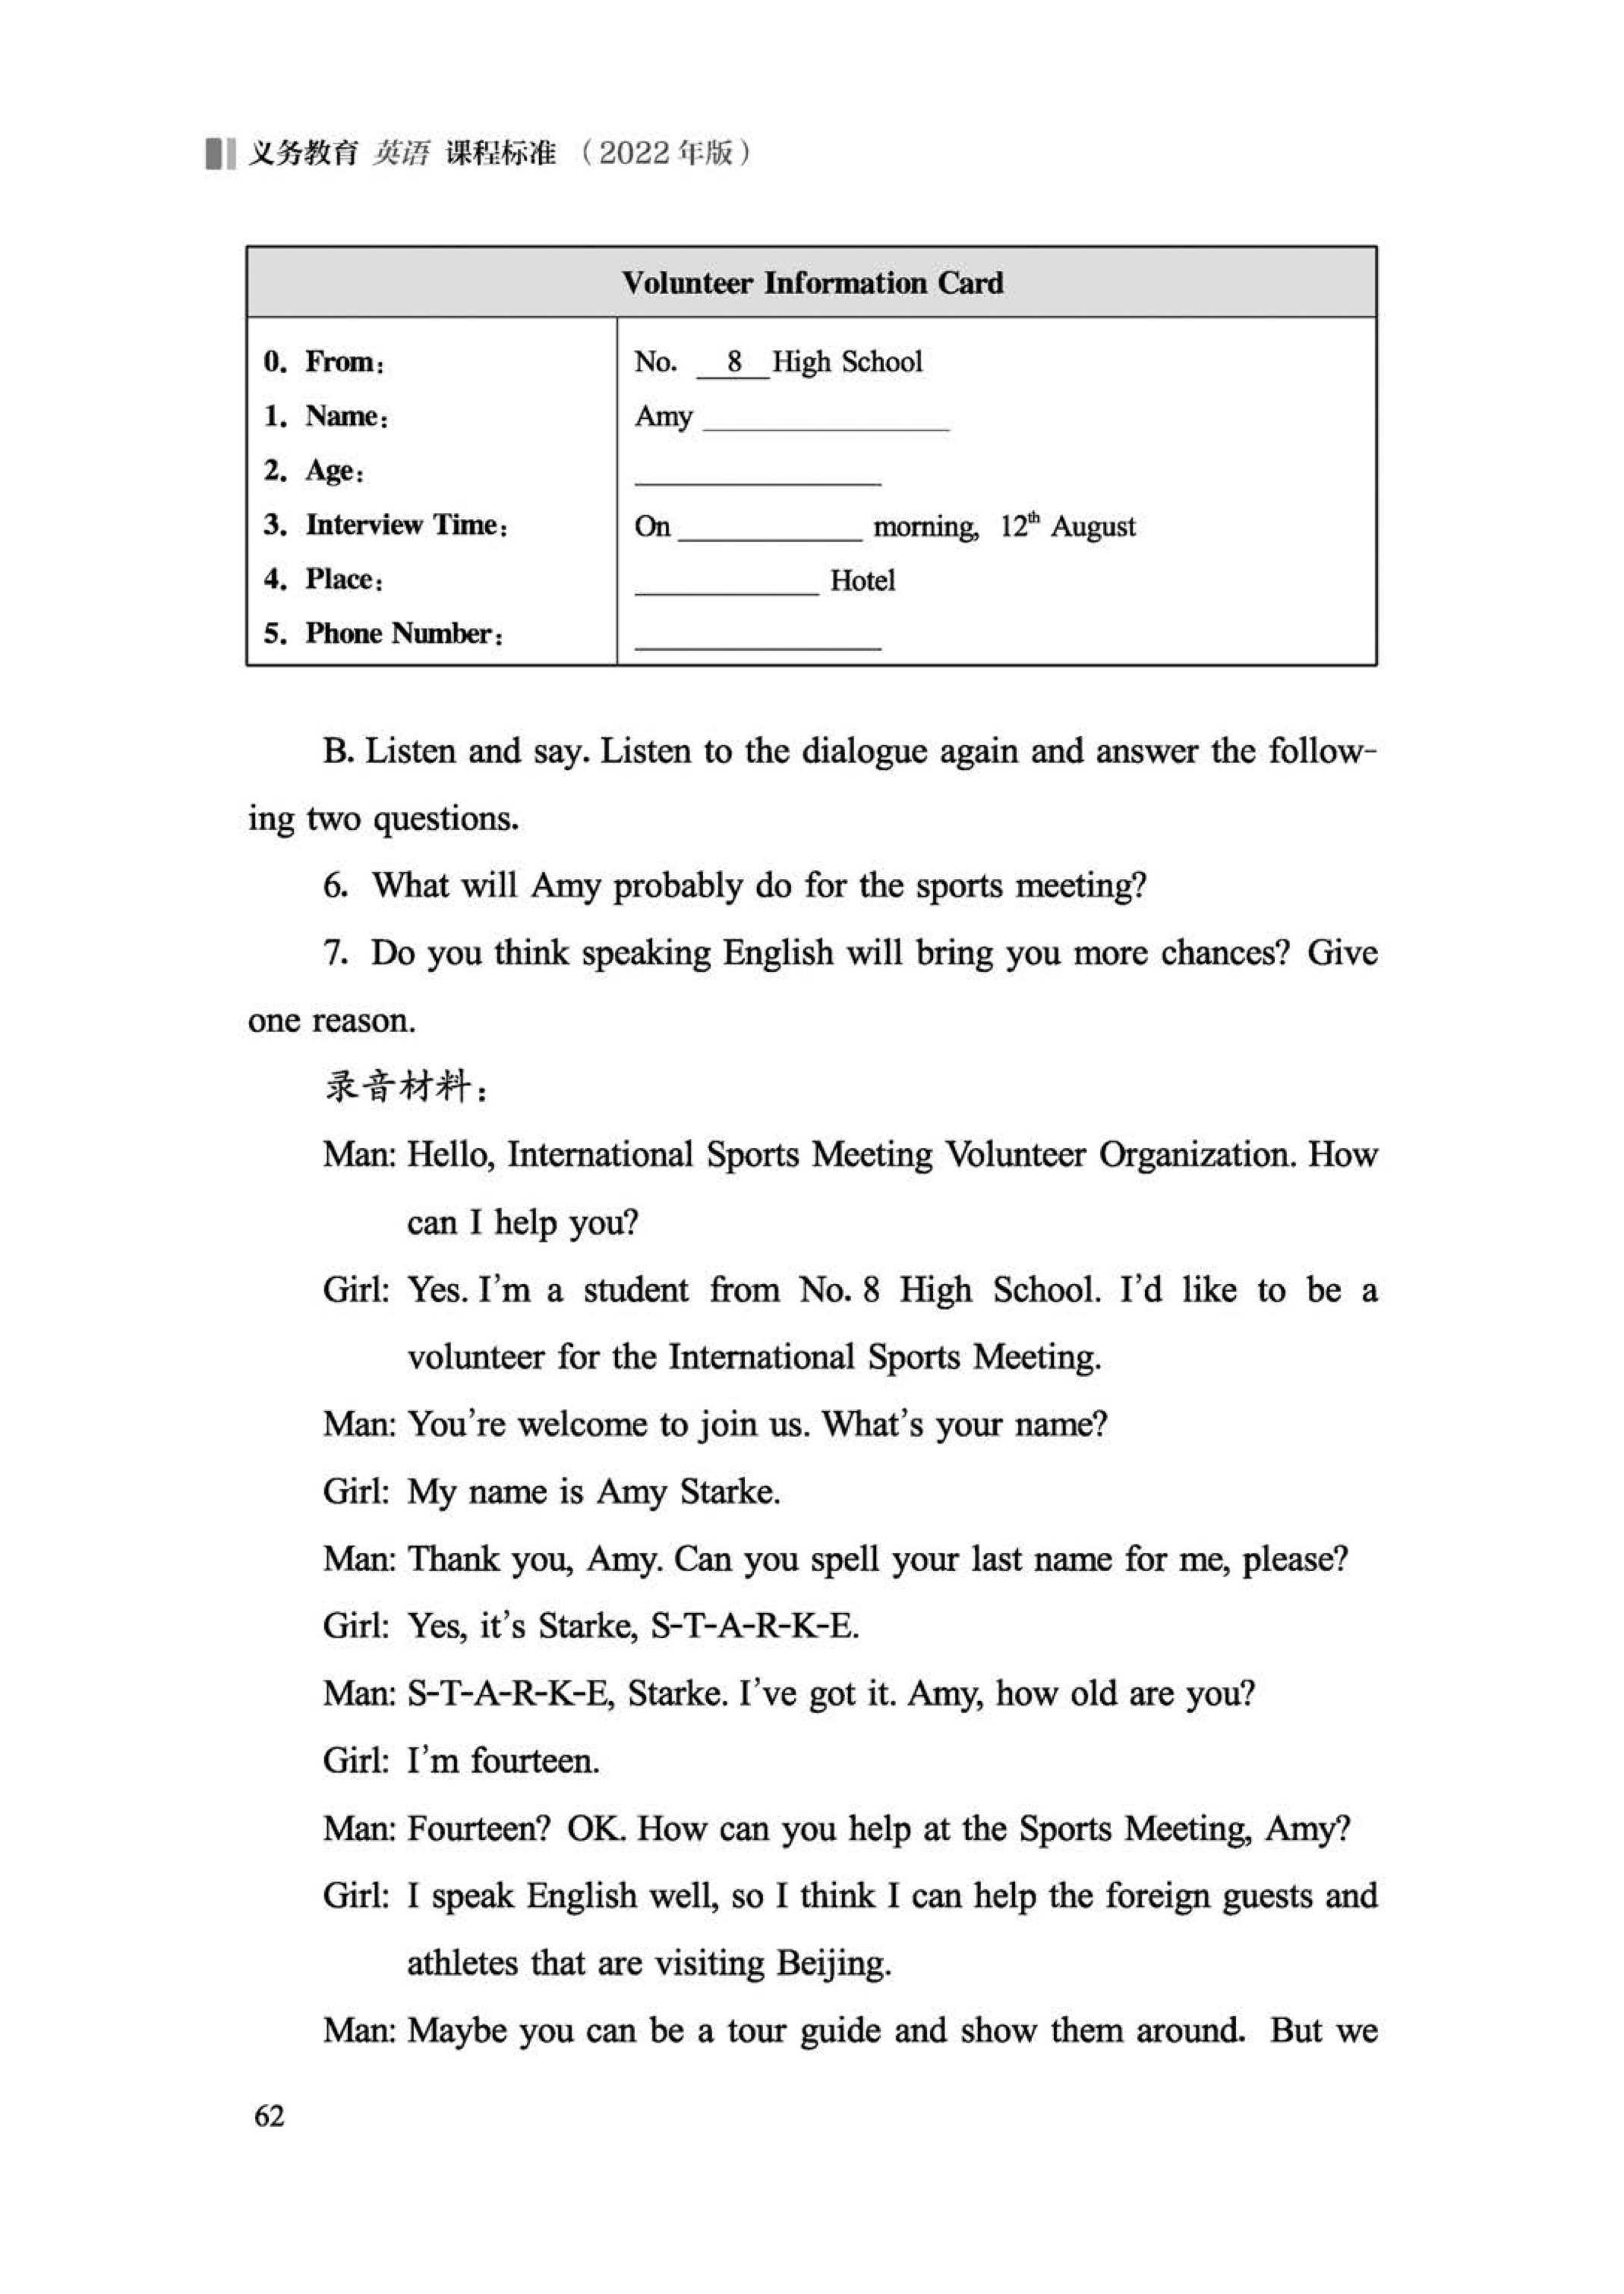 义务教育 英语 课程标准（2022年版）
Volunteer Information Card
0. From: No. 8 High School
1. Name: Amy
2. Age:
3. Interview Time: On morning, 12th August
4. Place: Hotel
5. Phone Number:
B. Listen and say. Listen to the dialogue again and answer the follow-
ing two questions.
6. What will Amy probably do for the sports meeting?
7. Do you think speaking English will bring you more chances? Give
one reason.
录音材料：
Man: Hello, International Sports Meeting Volunteer Organization. How
can I help you?
Girl: Yes. I'm a student from No. 8 High School. I'd like to be a
volunteer for the International Sports Meeting.
Man: You're welcome to join us. What's your name?
Girl: My name is Amy Starke.
Man: Thank you, Amy. Can you spell your last name for me, please?
Girl: Yes, it's Starke, S-T-A-R-K-E.
Man: S-T-A-R-K-E, Starke. I've got it. Amy, how old are you?
Girl: I'm fourteen.
Man: Fourteen? OK. How can you help at the Sports Meeting, Amy?
Girl: I speak English well, so I think I can help the foreign guests and
athletes that are visiting Beijing.
Man: Maybe you can be a tour guide and show them around. But we
62